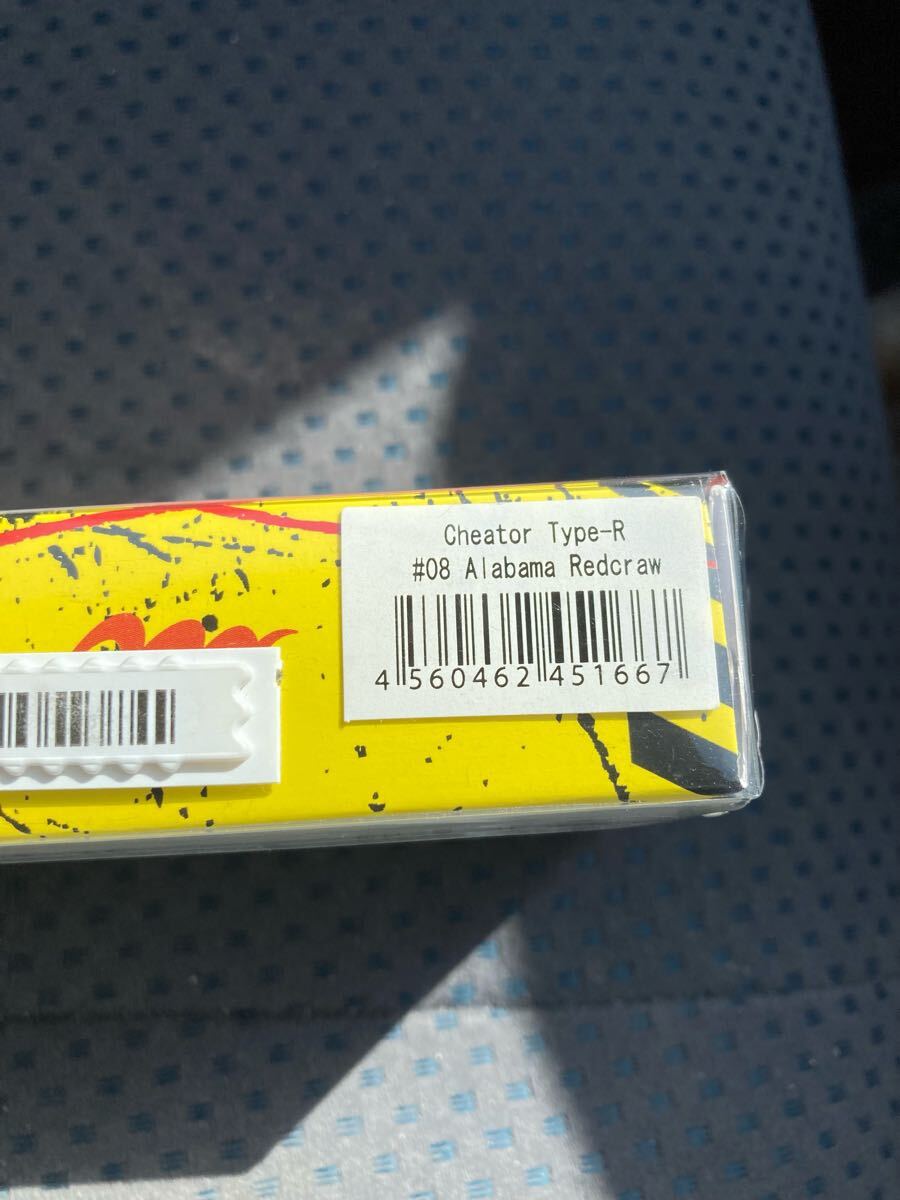 Cheator Type-R
#08 Alabama Redcraw
4 560462 451667